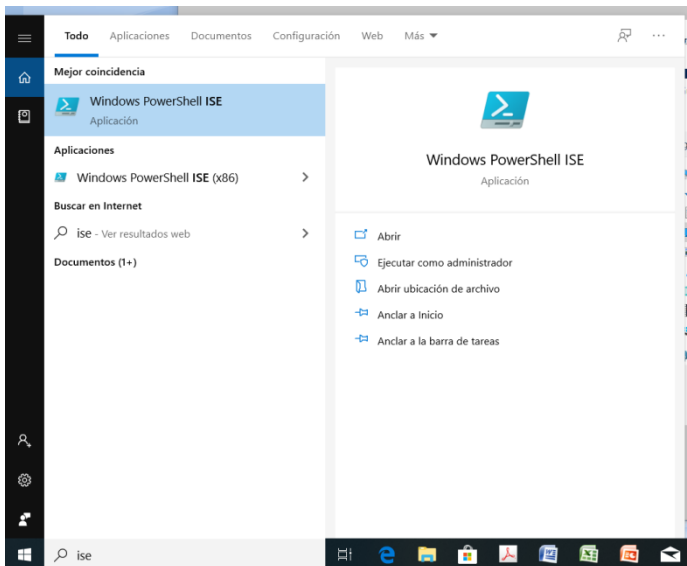 Todo Aplicaciones Documentos Configuración Web Más
Mejor coincidencia
Windows PowerShell ISE
Aplicación
Aplicaciones
Windows PowerShell ISE (x86)
Buscar en Internet
ise - Ver resultados web
Documentos (1+)
Windows PowerShell ISE
Aplicación
Abrir
Ejecutar como administrador
Abrir ubicación de archivo
Anclar a Inicio
Anclar a la barra de tareas
ise